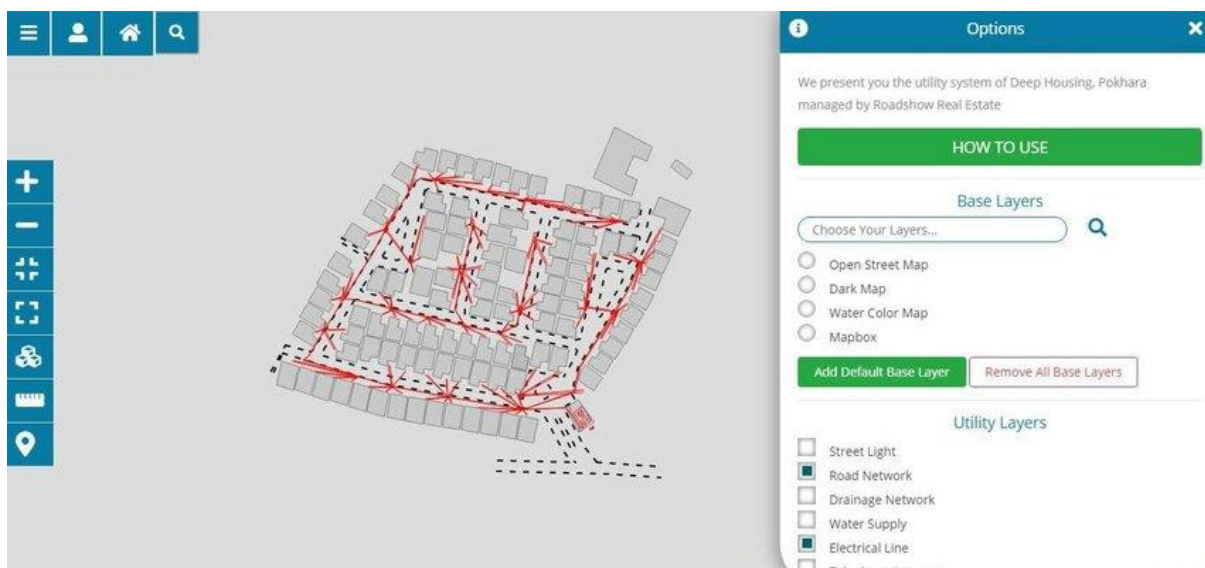 Options
We present you the utility system of Deep Housing, Pokhara
managed by Roadshow Real Estate
HOW TO USE
Base Layers
Choose Your Layers...
Open Street Map
Dark Map
Water Color Map
Mapbox
Add Default Base Layer Remove All Base Layers
Utility Layers
Street Light
Road Network
Drainage Network
Water Supply
Electrical Line